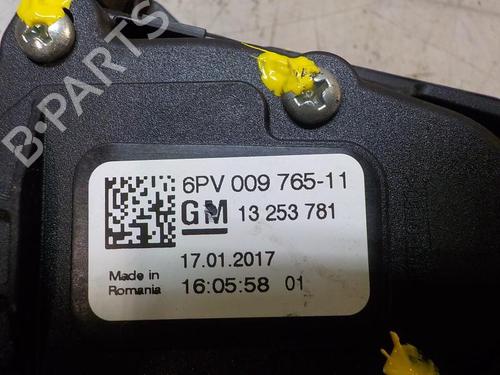 B-PARTS
6PV 009 765-11
GM 13 253 781
17.01.2017
Made in
Romania
16:05:58 01